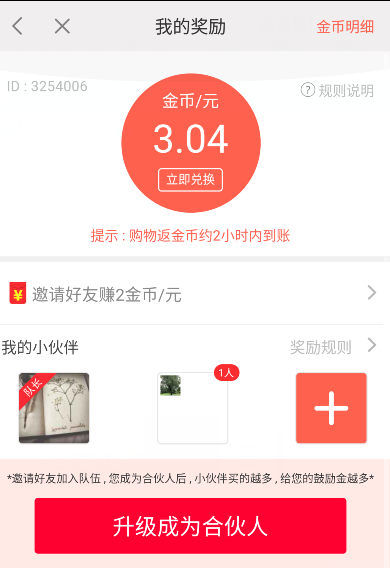 我的奖励
金币明细
ID : 3254006
? 规则说明
金币/元
3.04
立即兑换
提示 : 购物返金币约2小时内到账
¥ 邀请好友赚2金币/元
我的小伙伴
奖励规则
队长
1人
*邀请好友加入队伍 , 您成为合伙人后 , 小伙伴买的越多 , 给您的鼓励金越多*
升级成为合伙人